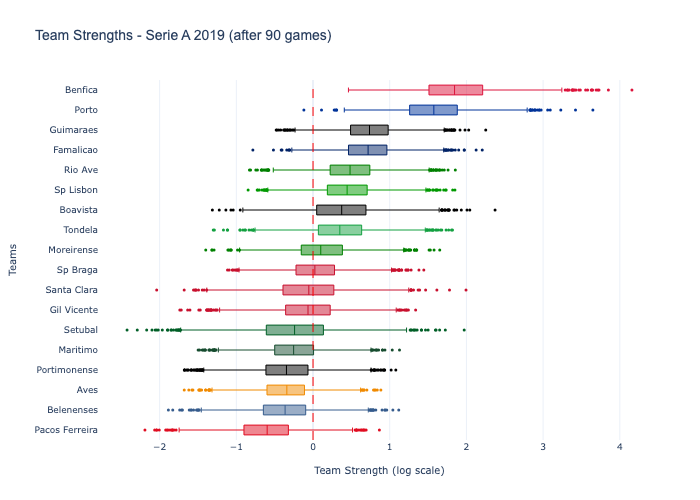 Team Strengths - Serie A 2019 (after 90 games)
Benfica
Porto
Guimaraes
Famalicao
Rio Ave
Sp Lisbon
Boavista
Tondela
Moreirense
Sp Braga
Santa Clara
Gil Vicente
Setubal
Maritimo
Portimonense
Aves
Belenenses
Pacos Ferreira
Teams
−2 −1 0 1 2 3 4
Team Strength (log scale)